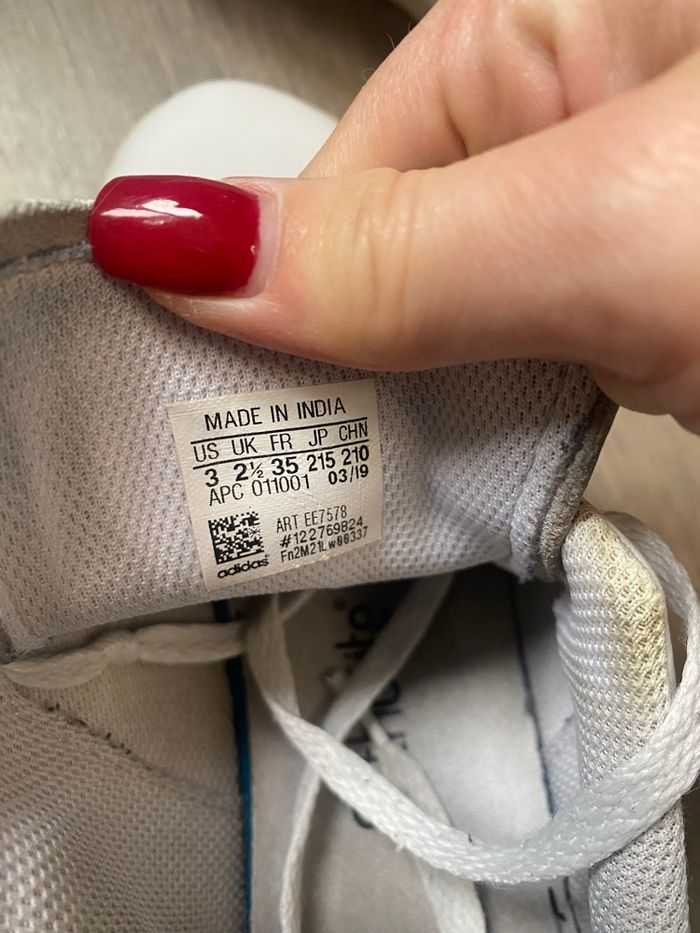 MADE IN INDIA
US UK FR JP CHN
3 2½ 35 215 210
APC 011001 03/19
ART EE7578
#122769824
Fn2M21Lw00337
adidas